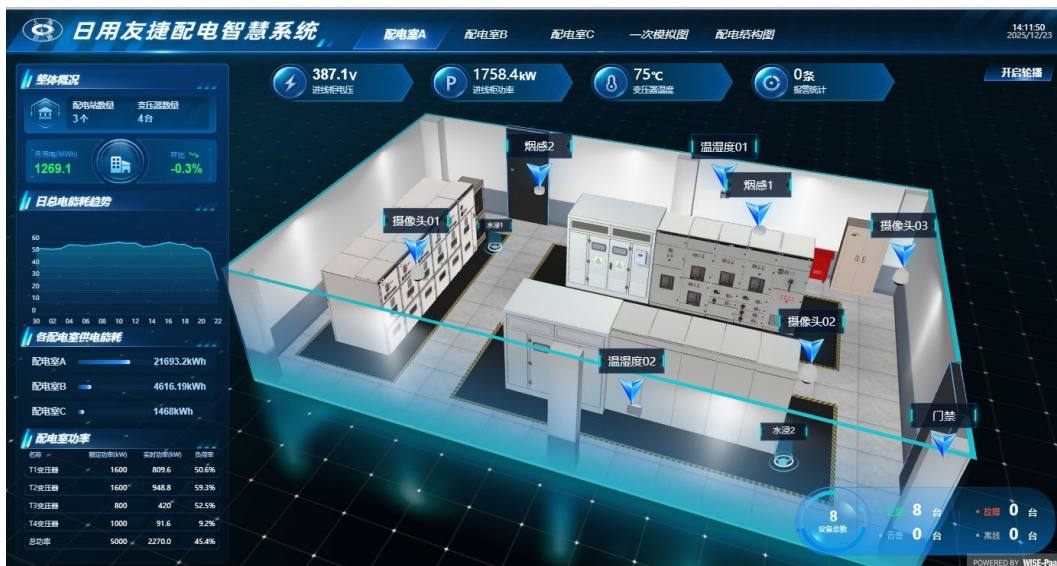 日用友捷配电智慧系统
配电室A 配电室B 配电室C 一次模拟图 配电结构图
14:11:50
2025/12/23
开启轮播
387.1V
进线柜电压
1758.4kW
进线柜功率
75℃
变压器温度
0条
报警统计
整体概况
配电站数量 变压器数量
3个 4台
月用电(MWh) 环比
1269.1 -0.3%
日总电能耗趋势
60
50
40
30
20
10
0
30 02 04 06 08 10 12 14 16 18 20 22
各配电室供电能耗
配电室A 21693.2kWh
配电室B 4616.19kWh
配电室C 1468kWh
配电室功率
名称 额定功率(kW) 实时功率(kW) 负荷率
T1变压器 1600 809.6 50.6%
T2变压器 1600 948.8 59.3%
T3变压器 800 420 52.5%
T4变压器 1000 91.6 9.2%
总功率 5000 2270.0 45.4%
烟感2
温湿度01
烟感1
摄像头01
水浸1
摄像头03
摄像头02
温湿度02
门禁
水浸2
8
设备总数
正常 8 台
故障 0 台
告警 0 台
离线 0 台
POWERED BY WISE-Paa